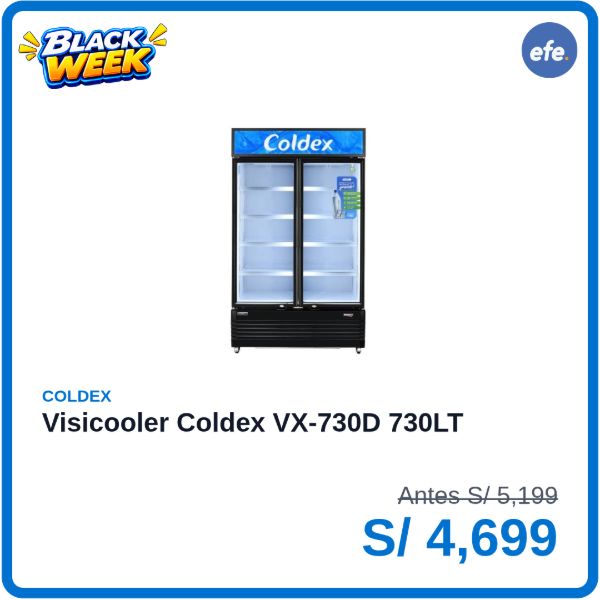 BLACK
WEEK
efe.
Coldex
COLDEX
Visicooler Coldex VX-730D 730LT
Antes S/ 5,199
S/ 4,699